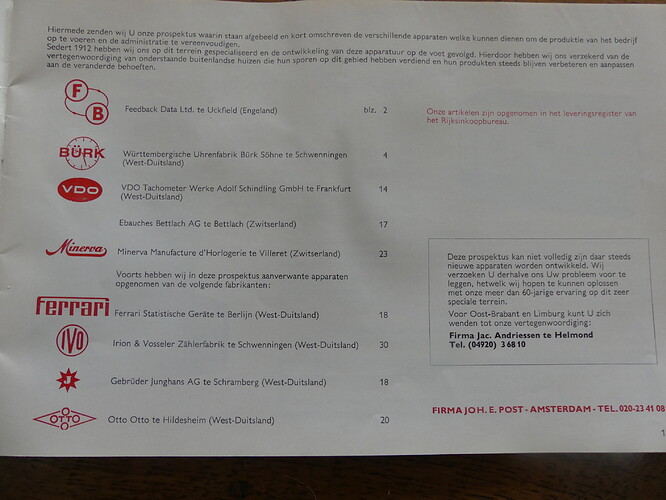 Hiermede zenden wij U onze prospektus waarin staan afgebeeld en kort omschreven de verschillende apparaten welke kunnen dienen om de produktie van het bedrijf
op te voeren en de administratie te vereenvoudigen.
Sedert 1912 hebben wij ons op dit terrein gespecialiseerd en de ontwikkeling van deze apparatuur op de voet gevolgd. Hierdoor hebben wij ons verzekerd van de
vertegenwoordiging van onderstaande buitenlandse huizen die hun sporen op dit gebied hebben verdiend en hun produkten steeds blijven verbeteren en aanpassen
aan de veranderde behoeften.
F
B
Feedback Data Ltd. te Uckfield (Engeland) blz. 2
Onze artikelen zijn opgenomen in het leveringsregister van
het Rijksinkoopbureau.
BÜRK
Württembergische Uhrenfabrik Bürk Söhne te Schwenningen 4
(West-Duitsland)
VDO
VDO Tachometer Werke Adolf Schindling GmbH te Frankfurt 14
(West-Duitsland)
Ebauches Bettlach AG te Bettlach (Zwitserland) 17
Minerva
Minerva Manufacture d'Horlogerie te Villeret (Zwitserland) 23
Voorts hebben wij in deze prospektus aanverwante apparaten
opgenomen van de volgende fabrikanten:
Ferrari
Ferrari Statistische Geräte te Berlijn (West-Duitsland) 18
IVO
Irion & Vosseler Zählerfabrik te Schwenningen (West-Duitsland) 30
J
Gebrüder Junghans AG te Schramberg (West-Duitsland) 18
OTTO
Otto Otto te Hildesheim (West-Duitsland) 20
Deze prospektus kan niet volledig zijn daar steeds
nieuwe apparaten worden ontwikkeld. Wij
verzoeken U derhalve ons Uw probleem voor te
leggen, hetwelk wij hopen te kunnen oplossen
met onze meer dan 60-jarige ervaring op dit zeer
speciale terrein.
Voor Oost-Brabant en Limburg kunt U zich
wenden tot onze vertegenwoordiging:
Firma Jac. Andriessen te Helmond
Tel. (04920) 3 68 10
FIRMA JOH. E. POST - AMSTERDAM - TEL. 020-23 41 08
1